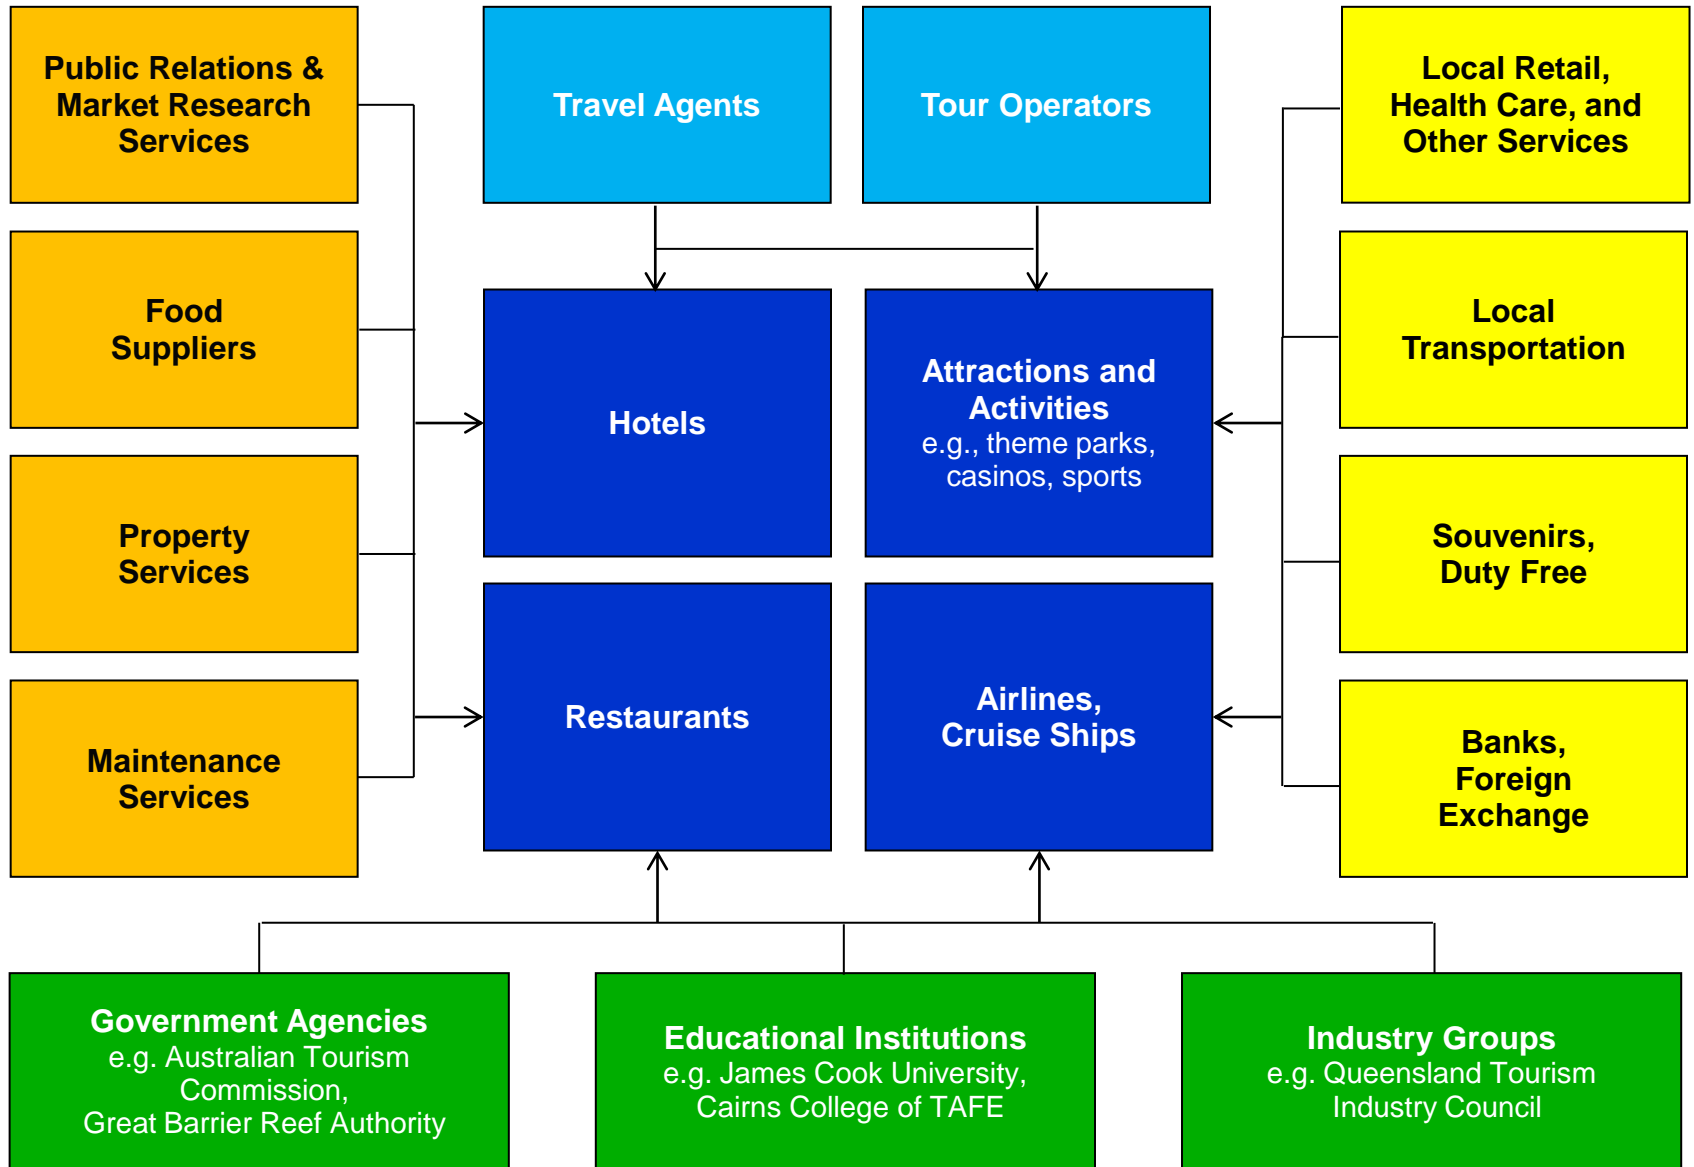 Public Relations &
Market Research
Services
Travel Agents
Tour Operators
Local Retail,
Health Care, and
Other Services
Food
Suppliers
Hotels
Attractions and
Activities
e.g., theme parks,
casinos, sports
Local
Transportation
Property
Services
Souvenirs,
Duty Free
Maintenance
Services
Restaurants
Airlines,
Cruise Ships
Banks,
Foreign
Exchange
Government Agencies
e.g. Australian Tourism
Commission,
Great Barrier Reef Authority
Educational Institutions
e.g. James Cook University,
Cairns College of TAFE
Industry Groups
e.g. Queensland Tourism
Industry Council